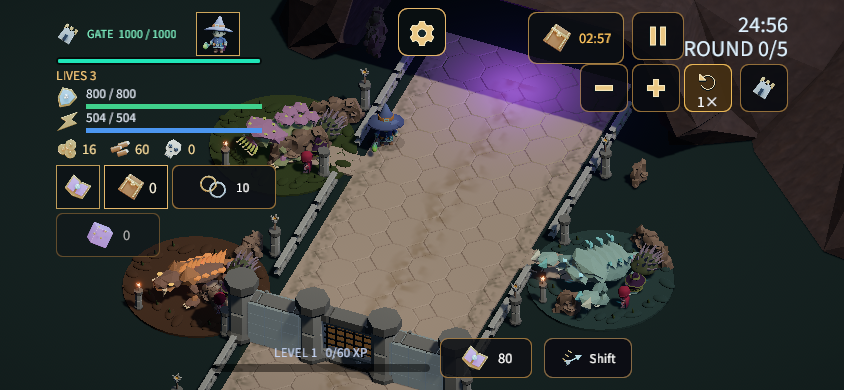 GATE 1000 / 1000
LIVES 3
800 / 800
504 / 504
16 60 0
0 10
0
02:57
24:56
ROUND 0/5
1×
LEVEL 1 0/60 XP
80
Shift